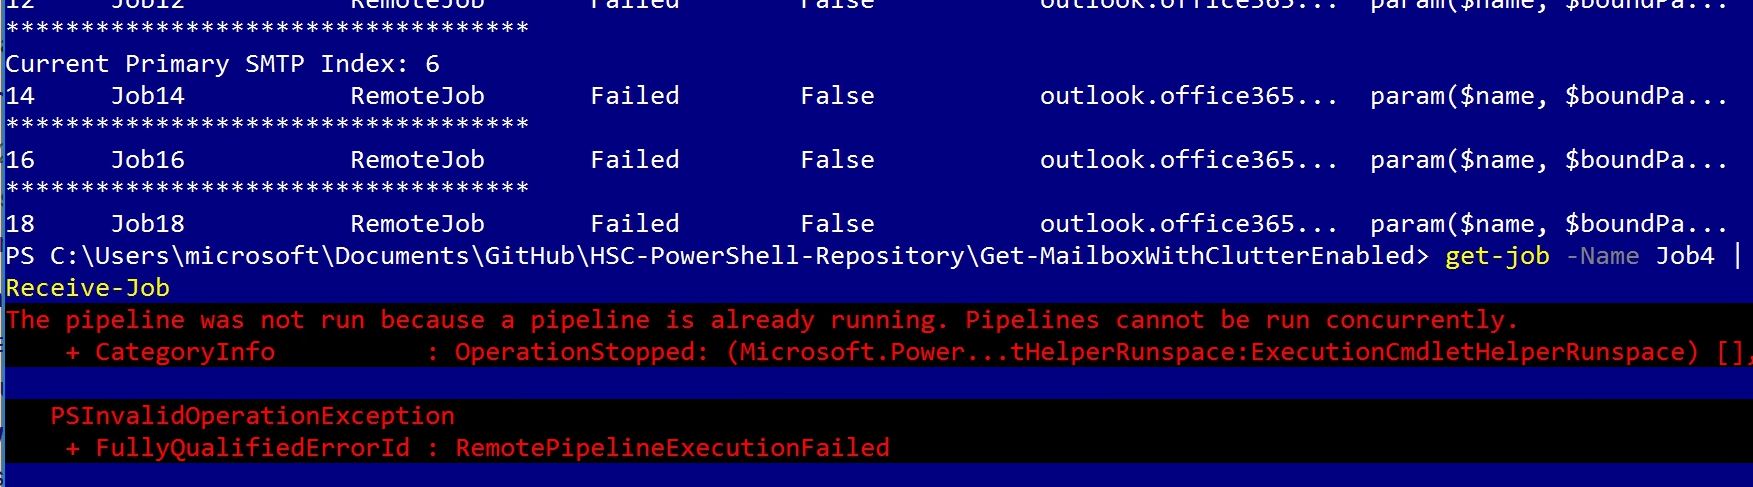 12     Job12           RemoteJob       Failed        False           outlook.office365...  param($name, $boundPa...
***********************************
Current Primary SMTP Index: 6
14     Job14           RemoteJob       Failed        False           outlook.office365...  param($name, $boundPa...
***********************************
16     Job16           RemoteJob       Failed        False           outlook.office365...  param($name, $boundPa...
***********************************
18     Job18           RemoteJob       Failed        False           outlook.office365...  param($name, $boundPa...
PS C:\Users\microsoft\Documents\GitHub\HSC-PowerShell-Repository\Get-MailboxWithClutterEnabled> get-job -Name Job4 |
Receive-Job
The pipeline was not run because a pipeline is already running. Pipelines cannot be run concurrently.
    + CategoryInfo          : OperationStopped: (Microsoft.Power...tHelperRunspace:ExecutionCmdletHelperRunspace) [],
   PSInvalidOperationException
    + FullyQualifiedErrorId : RemotePipelineExecutionFailed